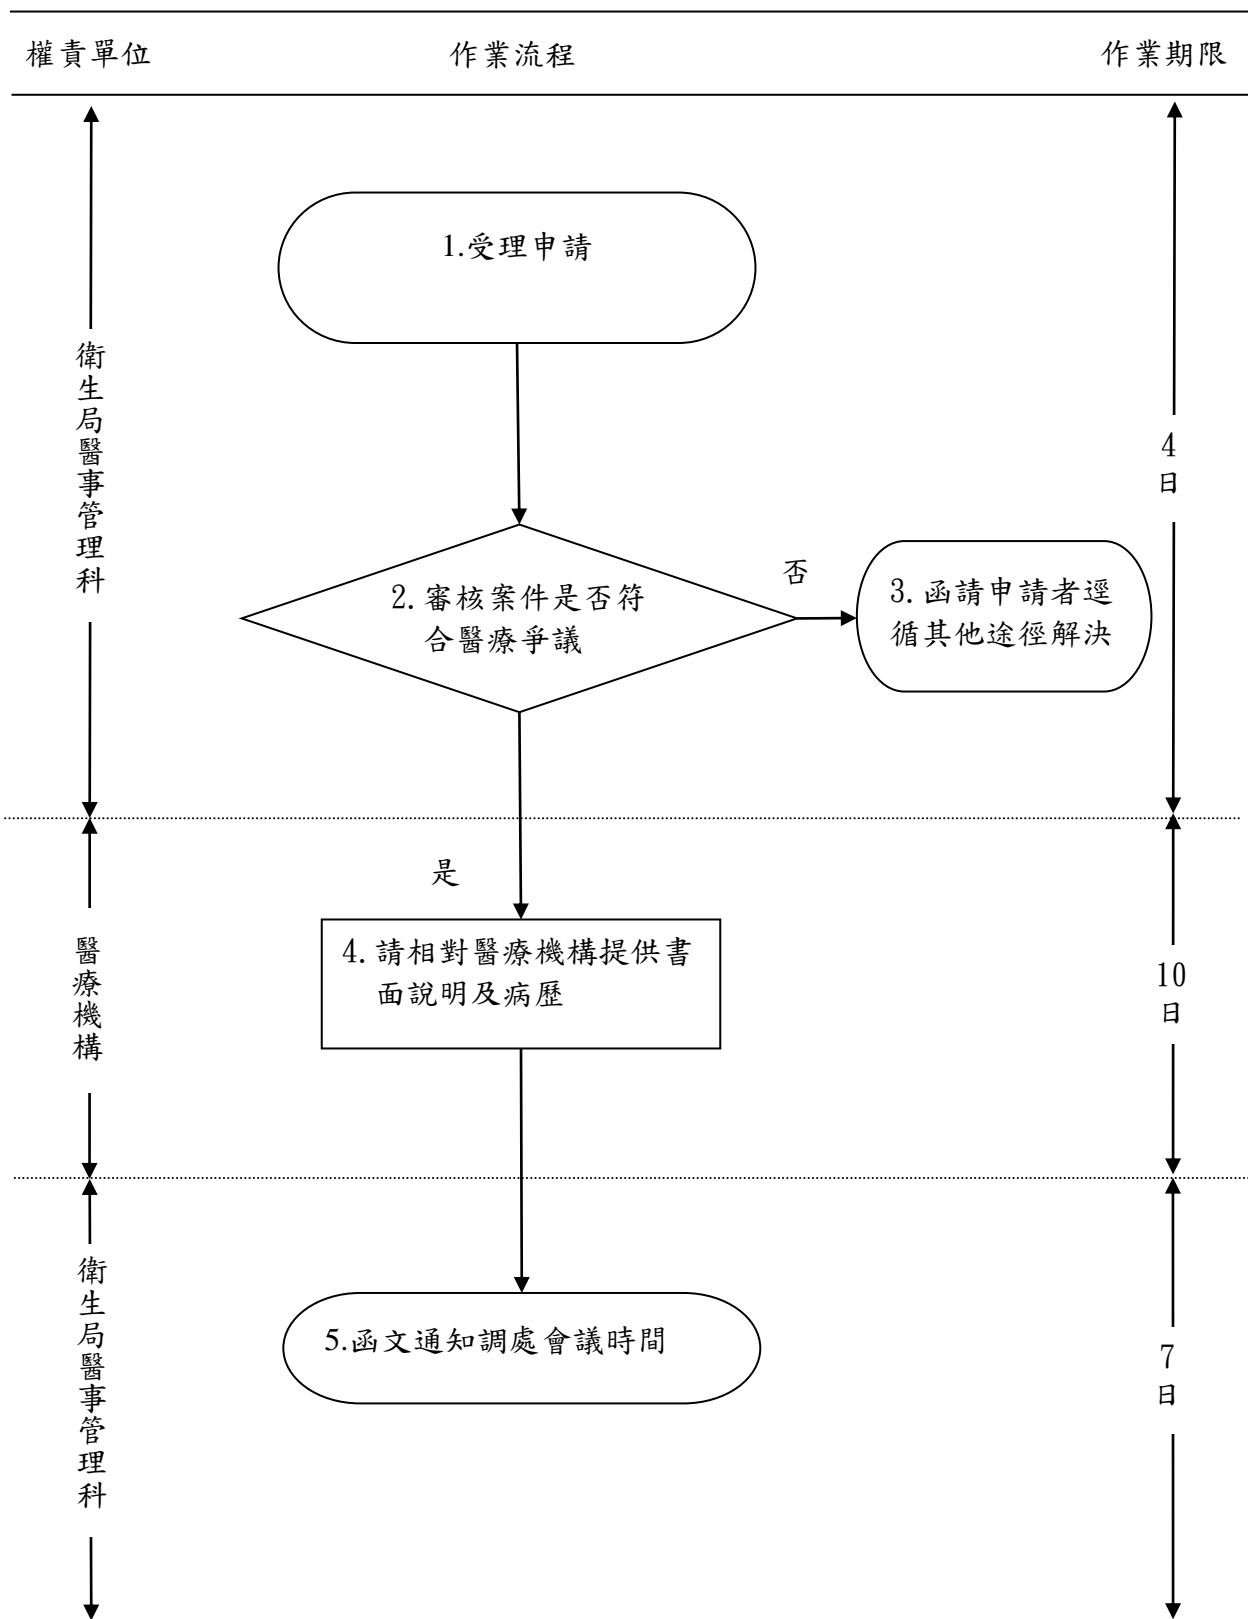 權責單位
作業流程
作業期限
1.受理申請
衛生局醫事管理科
4
日
2. 審核案件是否符
合醫療爭議
否
3. 函請申請者逕
循其他途徑解決
是
4. 請相對醫療機構提供書
面說明及病歷
醫療機構
10
日
衛生局醫事管理科
5.函文通知調處會議時間
7
日